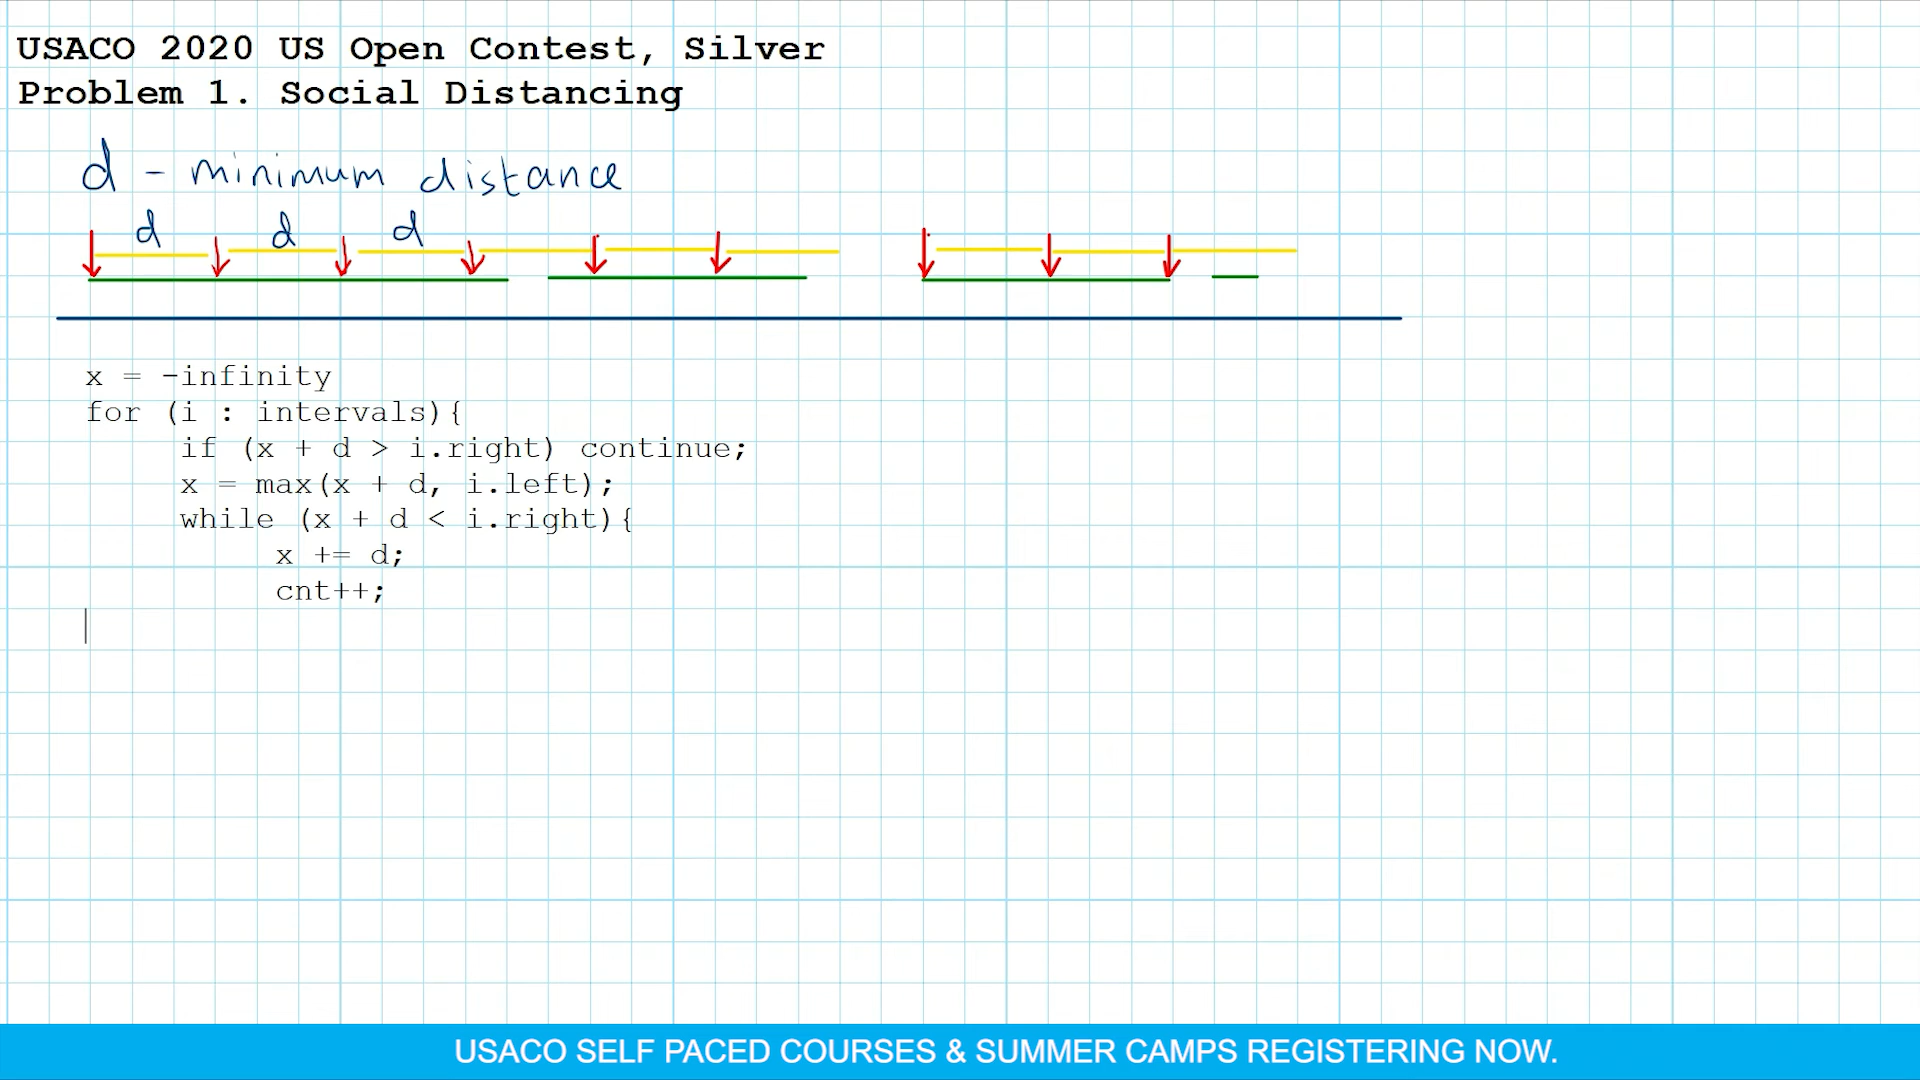 USACO 2020 US Open Contest, Silver
Problem 1. Social Distancing
d - minimum distance
d d d
x = -infinity
for (i : intervals){
if (x + d > i.right) continue;
x = max(x + d, i.left);
while (x + d < i.right){
x += d;
cnt++;
USACO SELF PACED COURSES & SUMMER CAMPS REGISTERING NOW.